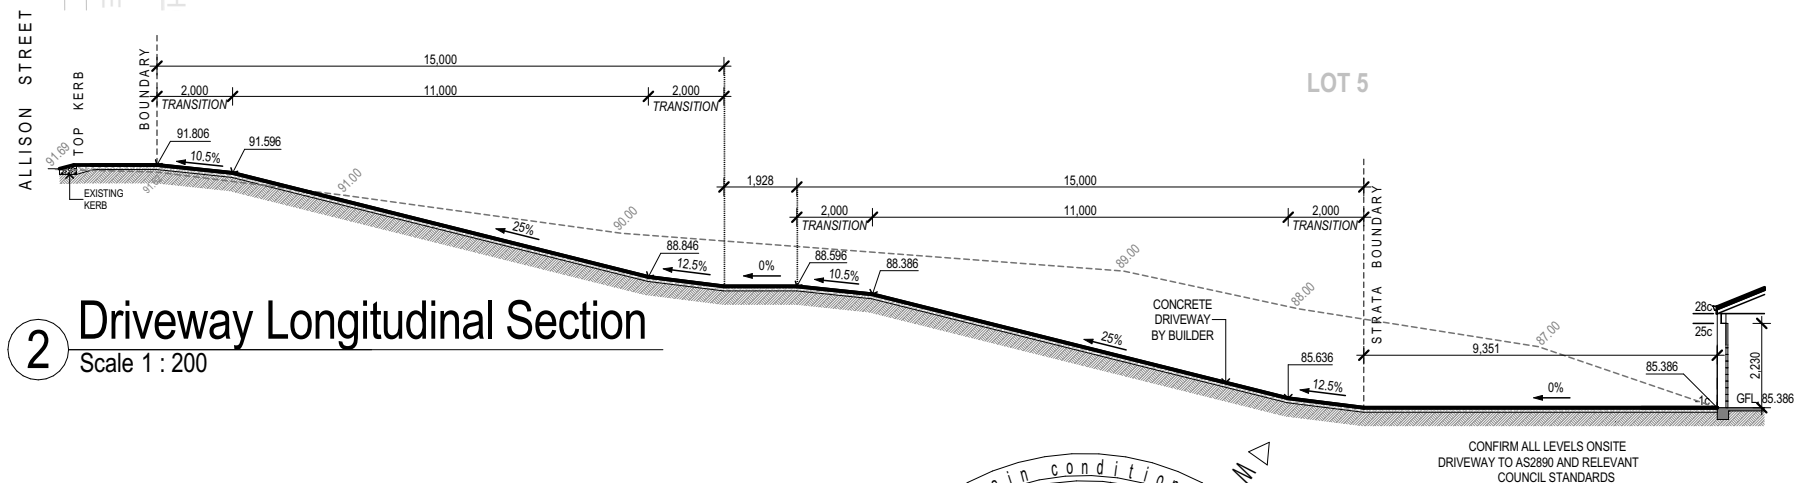 ALLISON STREET
TOP KERB
BOUNDARY
15,000
2,000
TRANSITION
11,000
2,000
TRANSITION
LOT 5
91.69
91.806
10.5%
91.596
EXISTING
KERB
91.00
90.00
25%
88.846
12.5%
1,928
15,000
2,000
TRANSITION
11,000
2,000
TRANSITION
0%
88.596
10.5%
88.386
89.00
88.00
87.00
STRATA BOUNDARY
CONCRETE
DRIVEWAY
BY BUILDER
25%
85.636
12.5%
9,351
0%
85.386
28c
25c
2,230
-1c
GFL 85.386
2
Driveway Longitudinal Section
Scale 1 : 200
CONFIRM ALL LEVELS ONSITE
DRIVEWAY TO AS2890 AND RELEVANT
COUNCIL STANDARDS
in condition
M